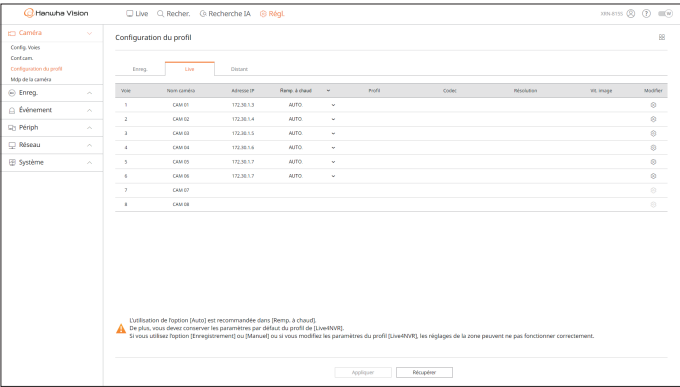 Hanwha Vision
Live Recher. Recherche IA Régl. XRN-815S ?
Caméra
Config. Voies
Conf.cam.
Configuration du profil
Mdp de la caméra
Enreg.
Événement
Périph
Réseau
Système
Configuration du profil
Enreg. Live Distant
Voie Nom caméra Adresse IP Remp. à chaud Profil Codec Résolution Vit. image Modifier
1 CAM 01 172.30.1.3 AUTO
2 CAM 02 172.30.1.4 AUTO
3 CAM 03 172.30.1.5 AUTO
4 CAM 04 172.30.1.6 AUTO
5 CAM 05 172.30.1.7 AUTO
6 CAM 06 172.30.1.7 AUTO
7 CAM 07
8 CAM 08
L'utilisation de l'option [Auto] est recommandée dans [Remp. à chaud].
De plus, vous devez conserver les paramètres par défaut du profil de [Live4NVR].
Si vous utilisez l'option [Enregistrement] ou [Manuel] ou si vous modifiez les paramètres du profil [Live4NVR], les réglages de la zone peuvent ne pas fonctionner correctement.
Appliquer Récupérer